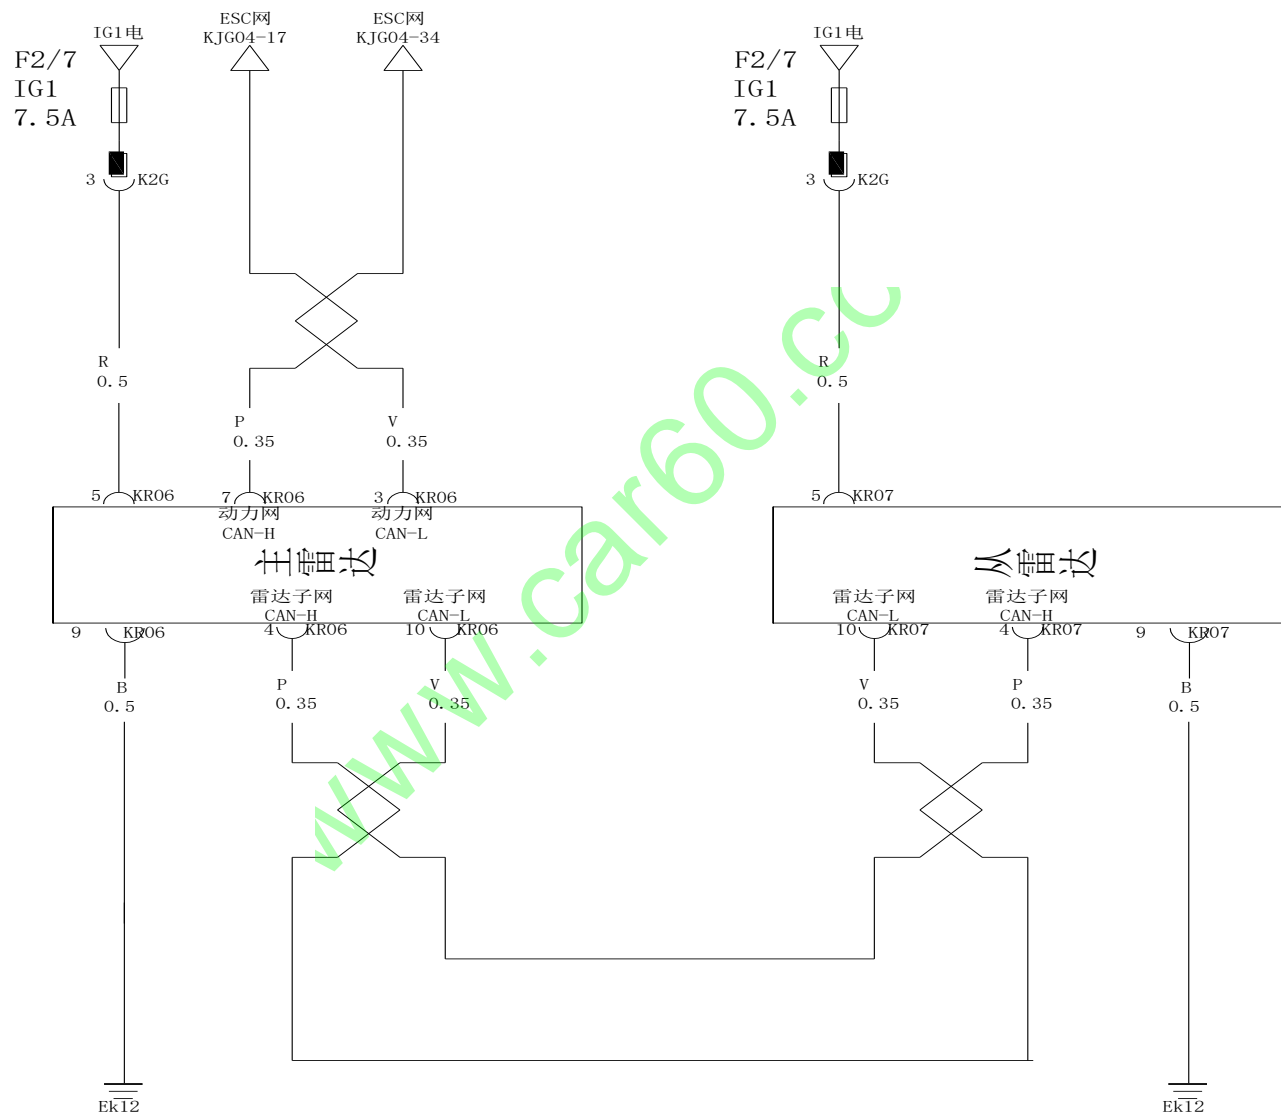 IG1电
F2/7
IG1
7.5A
3 K2G
ESC网
KJG04-17
ESC网
KJG04-34
IG1电
F2/7
IG1
7.5A
3 K2G
R
0.5
P
0.35
V
0.35
R
0.5
5 KR06
7 KR06
3 KR06
5 KR07
动力网
CAN-H
动力网
CAN-L
主雷达
从雷达
雷达子网
CAN-H
雷达子网
CAN-L
雷达子网
CAN-L
雷达子网
CAN-H
9 KR06
4 KR06
10 KR06
10 KR07
4 KR07
9 KR07
B
0.5
P
0.35
V
0.35
V
0.35
P
0.35
B
0.5
Ek12
Ek12
www.car60.co